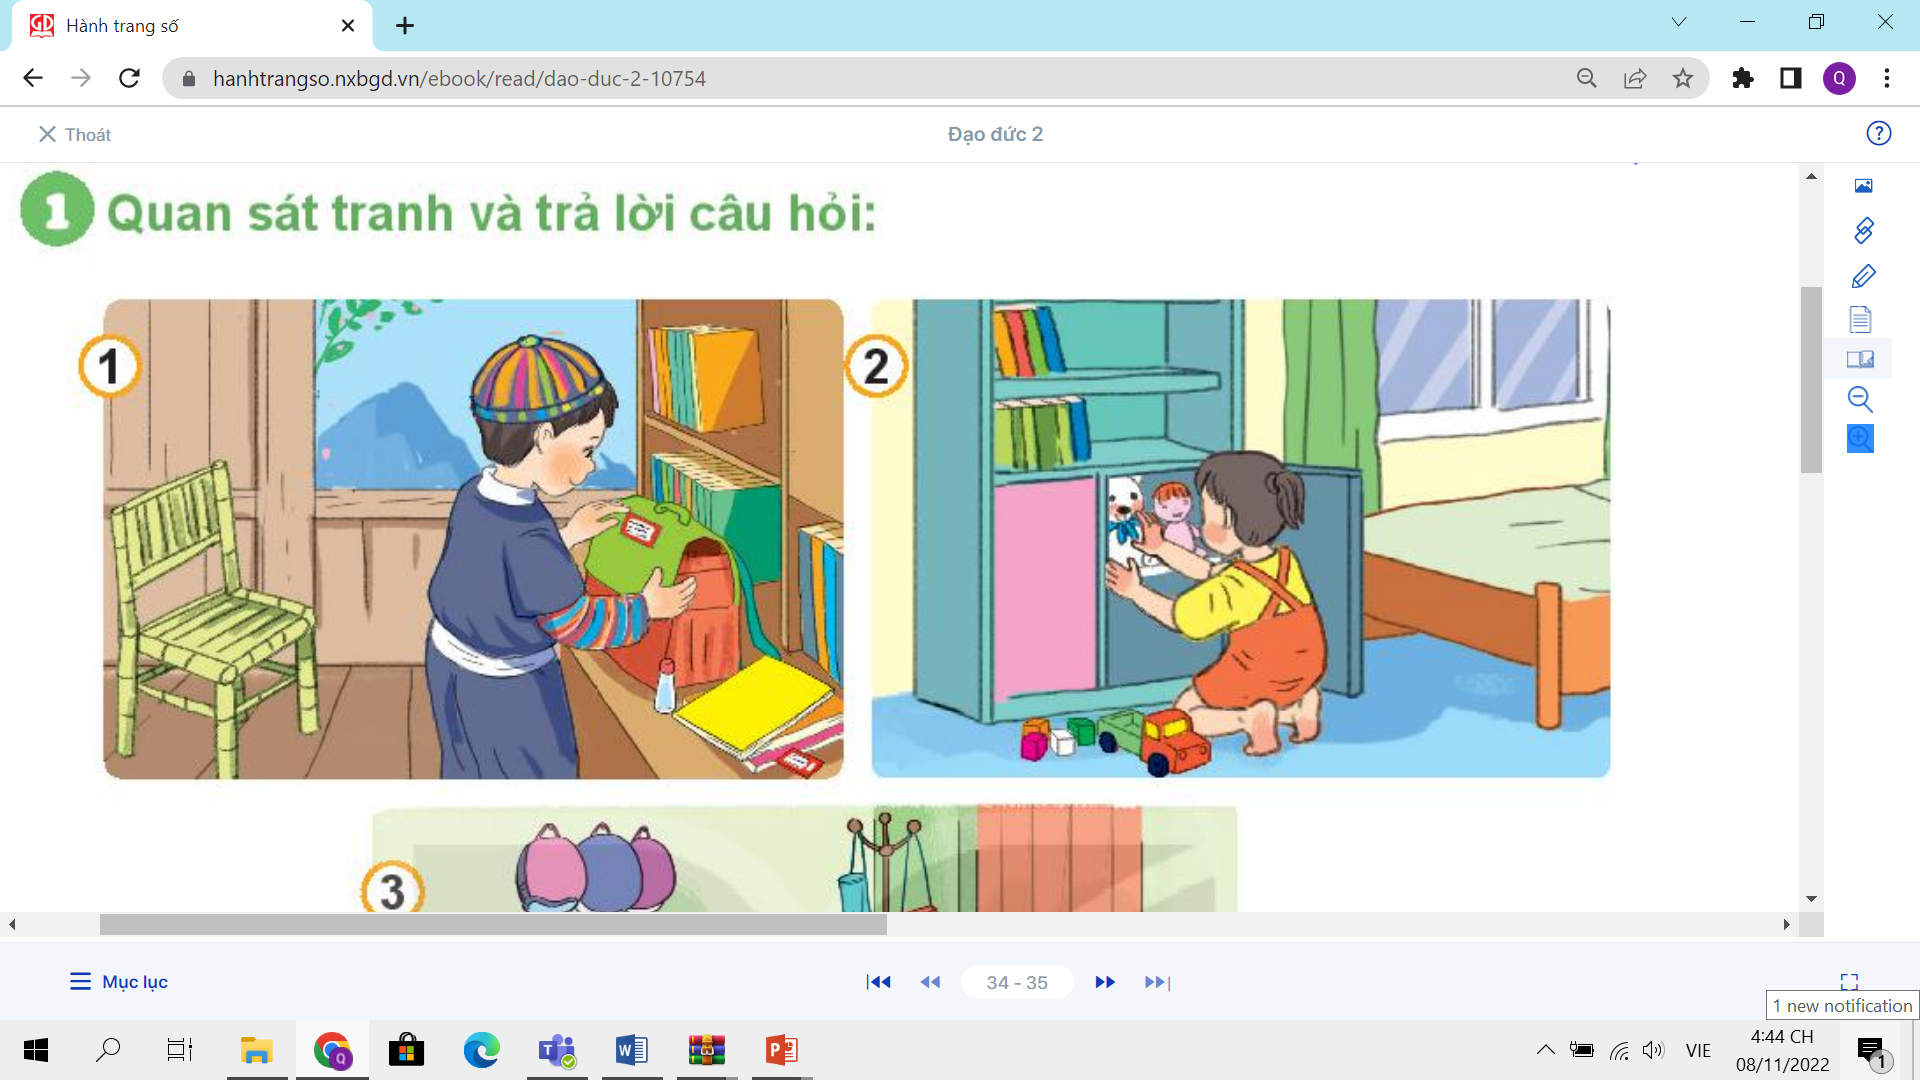 Hành trang số
hanhtrangso.nxbgd.vn/ebook/read/dao-duc-2-10754
Q
Thoát
Đạo đức 2
?
1 Quan sát tranh và trả lời câu hỏi:
1
2
3
Mục lục
34 - 35
1 new notification
4:44 CH
VIE
08/11/2022
1